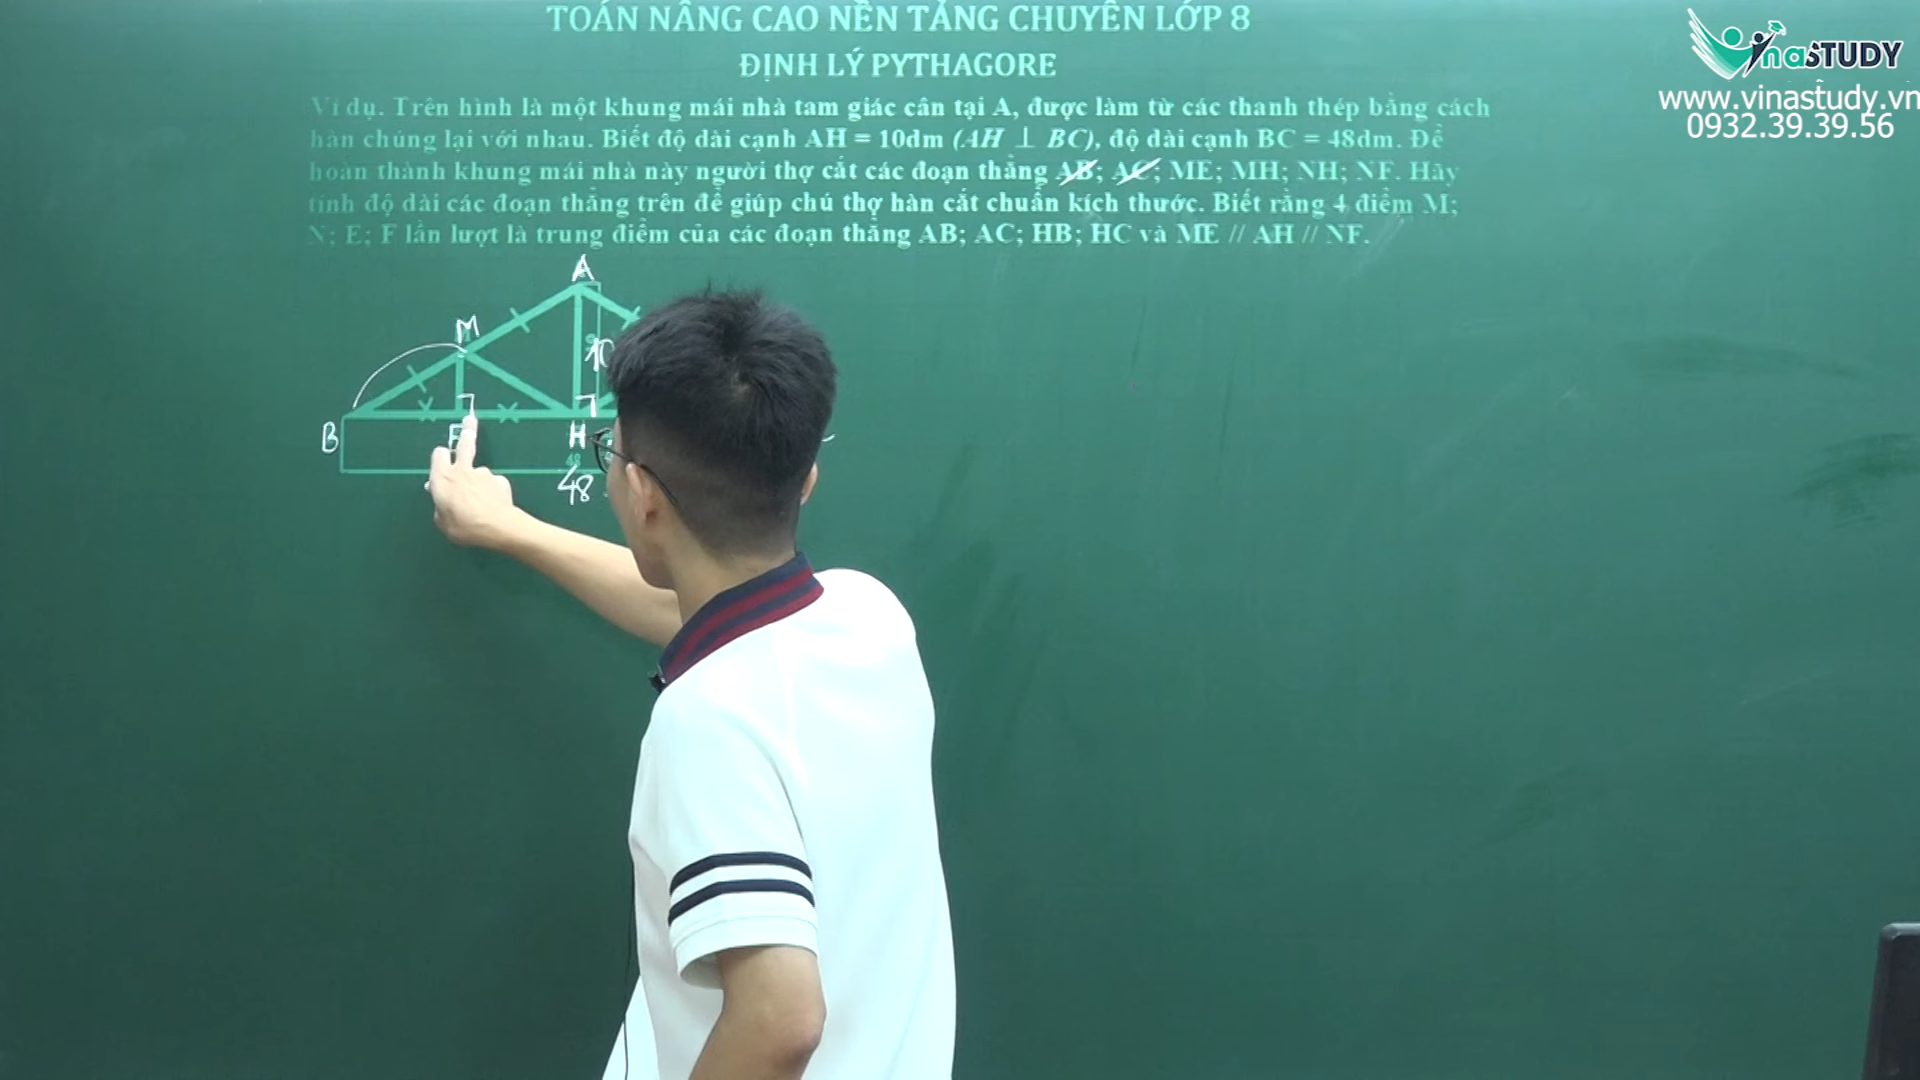 TOÁN NÂNG CAO NỀN TẢNG CHUYÊN LỚP 8
ĐỊNH LÝ PYTHAGORE
VinaSTUDY
www.vinastudy.vn
0932.39.39.56
Ví dụ. Trên hình là một khung mái nhà tam giác cân tại A, được làm từ các thanh thép bằng cách
hàn chúng lại với nhau. Biết độ dài cạnh AH = 10dm (AH ⊥ BC), độ dài cạnh BC = 48dm. Để
hoàn thành khung mái nhà này người thợ cắt các đoạn thẳng AB; AC; ME; MH; NH; NF. Hãy
tính độ dài các đoạn thẳng trên để giúp chú thợ hàn cắt chuẩn kích thước. Biết rằng 4 điểm M;
N; E; F lần lượt là trung điểm của các đoạn thẳng AB; AC; HB; HC và ME // AH // NF.
A
M
10
B
E
H
48
48